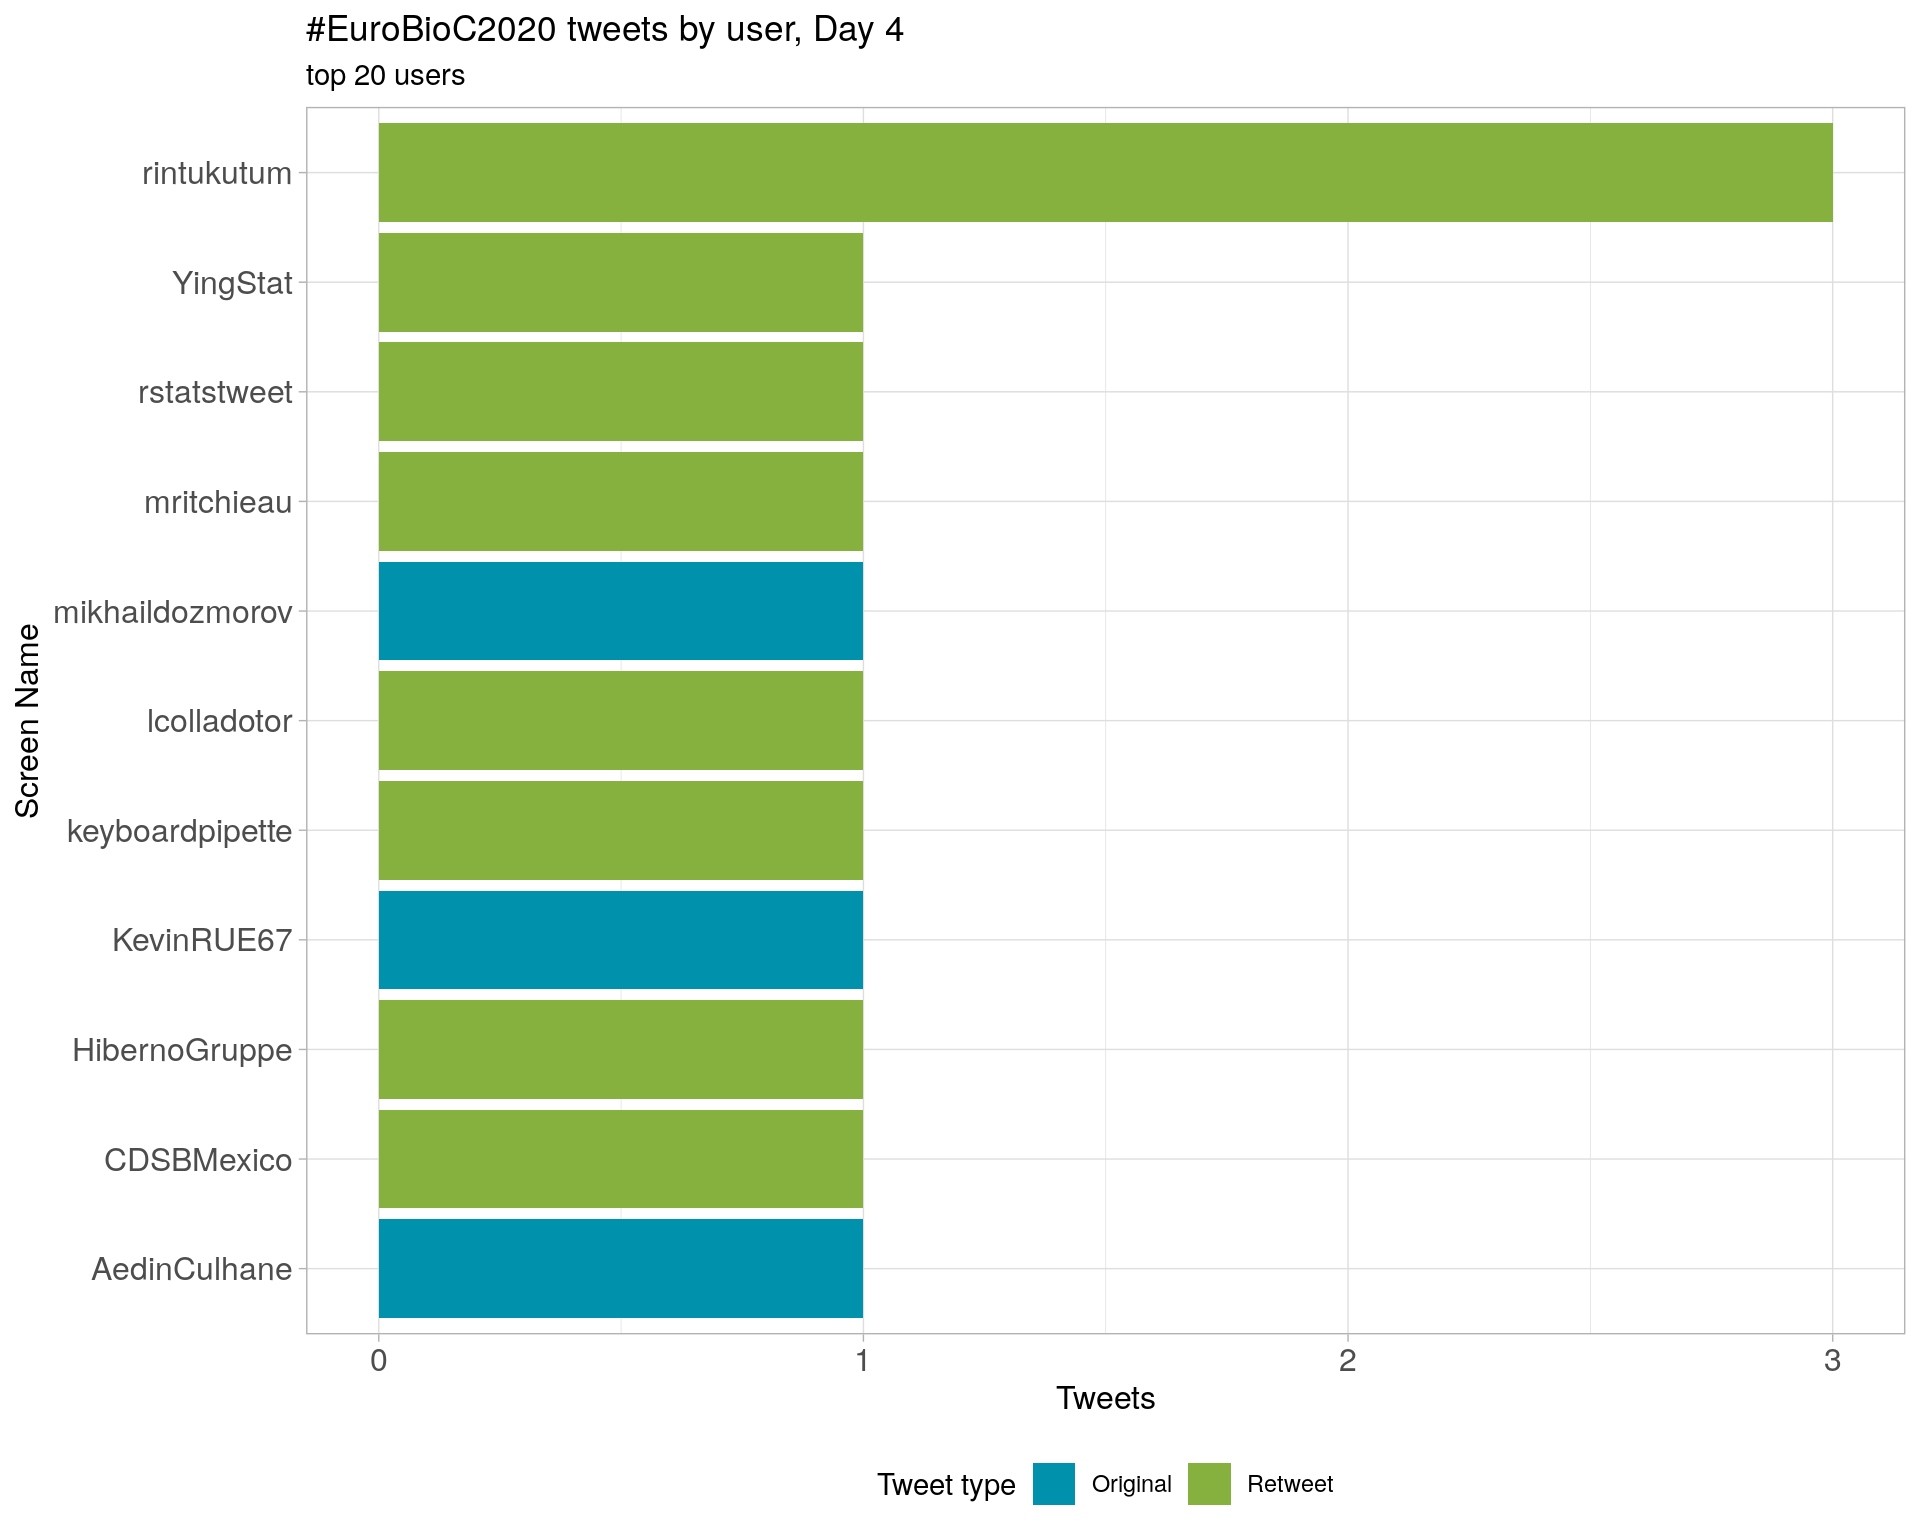 #EuroBioC2020 tweets by user, Day 4
top 20 users
Screen Name
rintukutum
YingStat
rstatstweet
mritchieau
mikhaildozmorov
lcolladotor
keyboardpipette
KevinRUE67
HibernoGruppe
CDSBMexico
AedinCulhane
0 1 2 3
Tweets
Tweet type Original Retweet